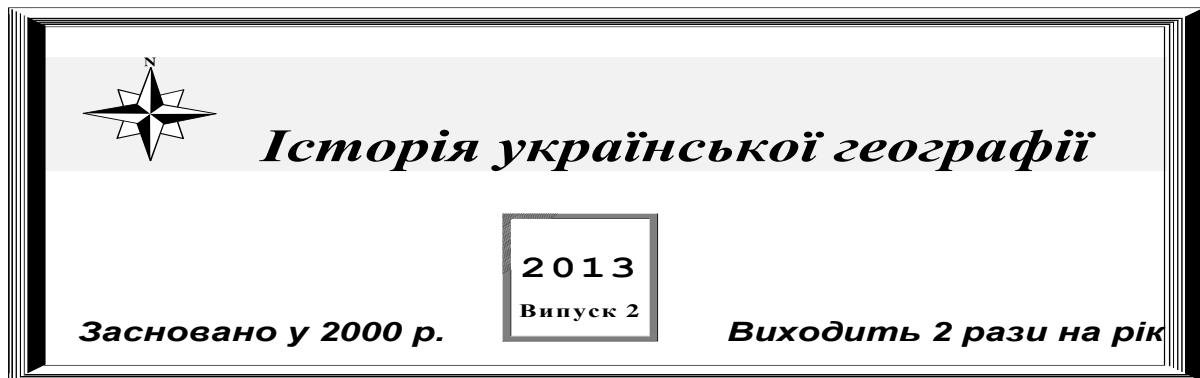 N
Історія української географії
2013
Випуск 2
Засновано у 2000 р.
Виходить 2 рази на рік